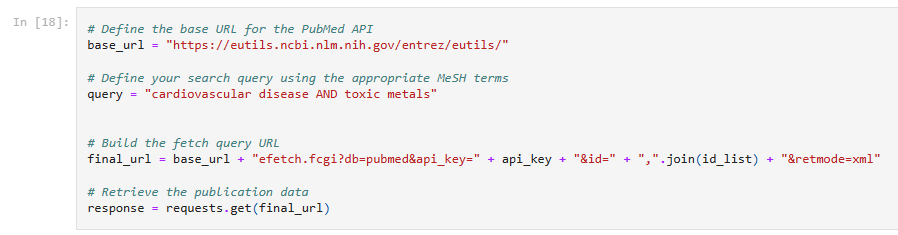 In [18]:
# Define the base URL for the PubMed API
base_url = "https://eutils.ncbi.nlm.nih.gov/entrez/eutils/"
# Define your search query using the appropriate MeSH terms
query = "cardiovascular disease AND toxic metals"
# Build the fetch query URL
final_url = base_url + "efetch.fcgi?db=pubmed&api_key=" + api_key + "&id=" + ",".join(id_list) + "&retmode=xml"
# Retrieve the publication data
response = requests.get(final_url)